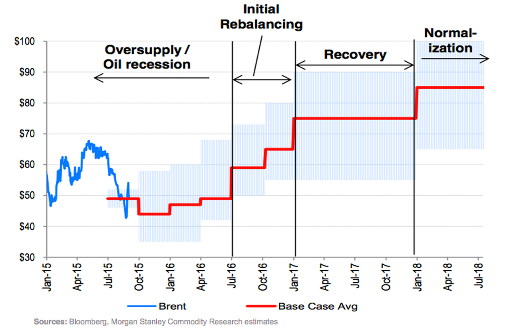 Initial
Rebalancing
Normal-
ization
Oversupply /
Oil recession
Recovery
$100
$90
$80
$70
$60
$50
$40
$30
Jan-15
Apr-15
Jul-15
Oct-15
Jan-16
Apr-16
Jul-16
Oct-16
Jan-17
Apr-17
Jul-17
Oct-17
Jan-18
Apr-18
Jul-18
Brent
Base Case Avg
Sources: Bloomberg, Morgan Stanley Commodity Research estimates